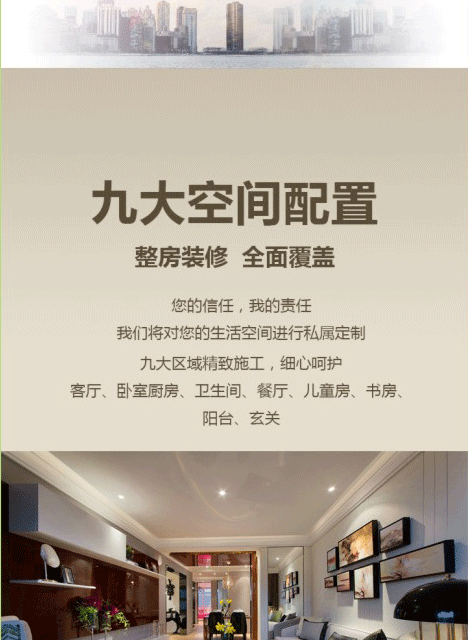 九大空间配置
整房装修 全面覆盖
您的信任，我的责任
我们将对您的生活空间进行私属定制
九大区域精致施工，细心呵护
客厅、卧室厨房、卫生间、餐厅、儿童房、书房、
阳台、玄关